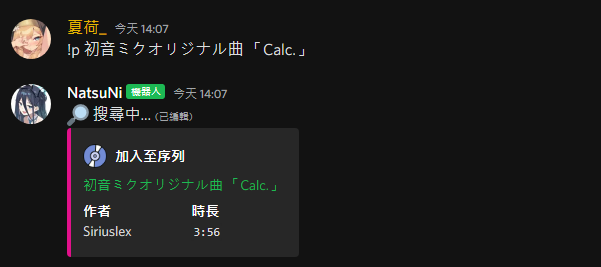 夏荷_ 今天 14:07
!p 初音ミクオリジナル曲 「Calc.」
NatsuNi 機器人 今天 14:07
搜尋中... (已編輯)
加入至序列
初音ミクオリジナル曲 「Calc.」
作者 時長
Siriuslex 3:56